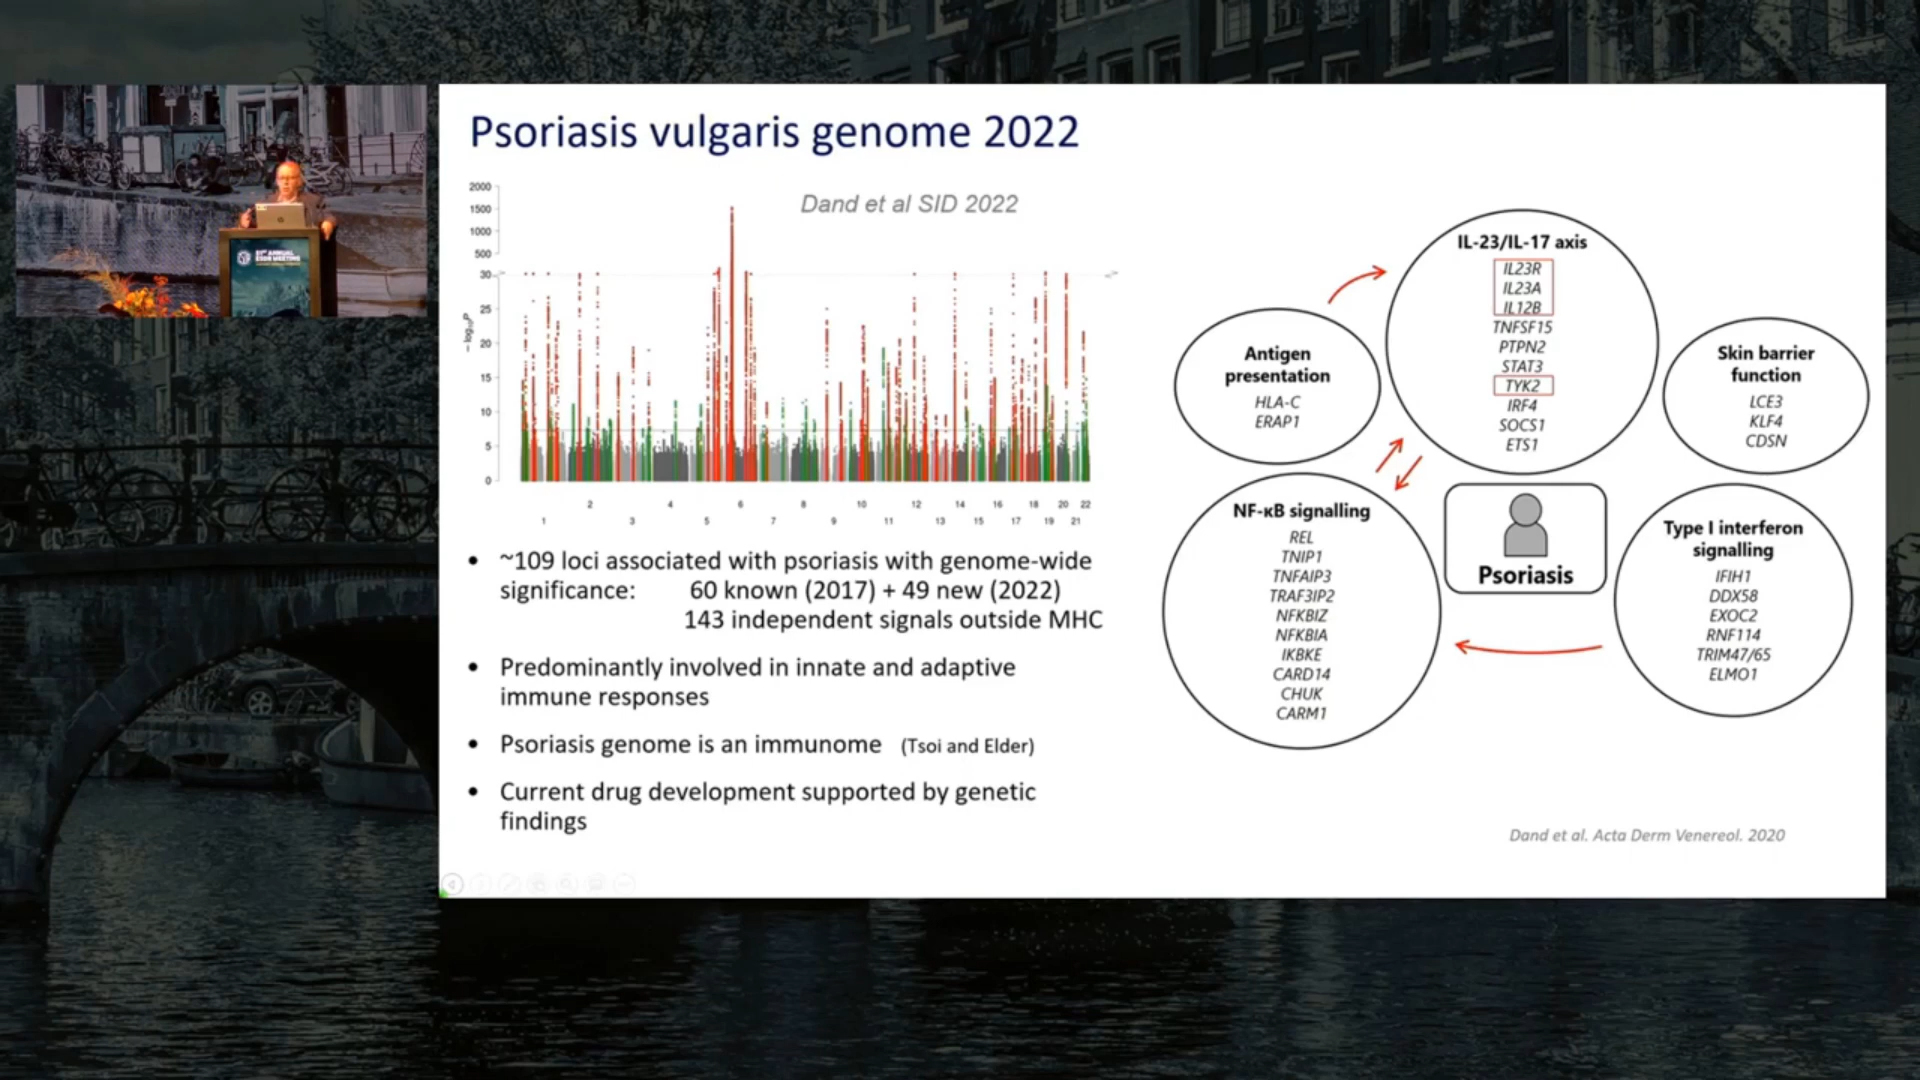 Psoriasis vulgaris genome 2022
Dand et al SID 2022
2000
1500
1000
500
30
25
20
15
10
5
0
– log₁₀P
2 4 6 8 10 12 14 16 18 20 22
1 3 5 7 9 11 13 15 17 19 21
• ~109 loci associated with psoriasis with genome-wide
significance: 60 known (2017) + 49 new (2022)
143 independent signals outside MHC
• Predominantly involved in innate and adaptive
immune responses
• Psoriasis genome is an immunome (Tsoi and Elder)
• Current drug development supported by genetic
findings
Antigen
presentation
HLA-C
ERAP1
IL-23/IL-17 axis
IL23R
IL23A
IL12B
TNFSF15
PTPN2
STAT3
TYK2
IRF4
SOCS1
ETS1
Skin barrier
function
LCE3
KLF4
CDSN
NF-κB signalling
REL
TNIP1
TNFAIP3
TRAF3IP2
NFKBIZ
NFKBIA
IKBKE
CARD14
CHUK
CARM1
Psoriasis
Type I interferon
signalling
IFIH1
DDX58
EXOC2
RNF114
TRIM47/65
ELMO1
Dand et al. Acta Derm Venereol. 2020
51ST ANNUAL
ESDR MEETING